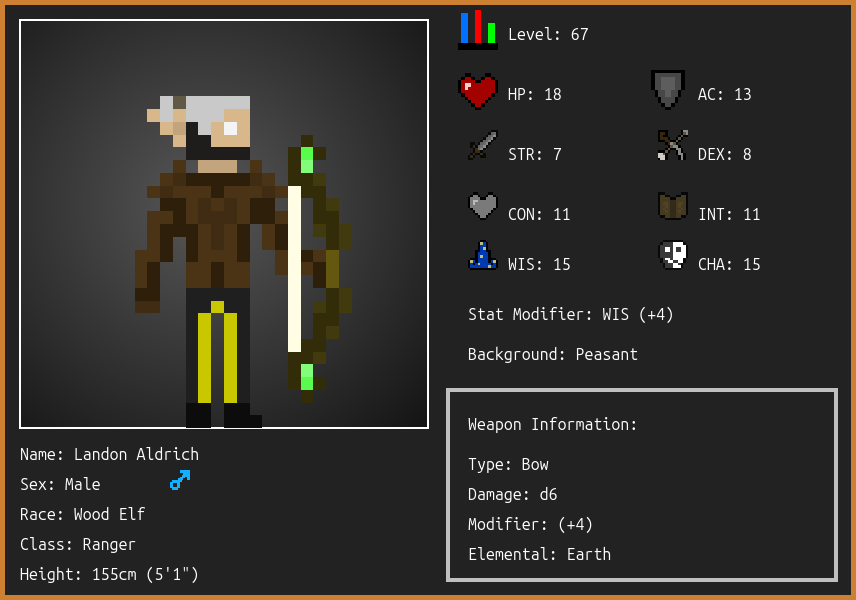 Level: 67
HP: 18
AC: 13
STR: 7
DEX: 8
CON: 11
INT: 11
WIS: 15
CHA: 15
Stat Modifier: WIS (+4)
Background: Peasant
Weapon Information:
Type: Bow
Damage: d6
Modifier: (+4)
Elemental: Earth
Name: Landon Aldrich
Sex: Male
Race: Wood Elf
Class: Ranger
Height: 155cm (5'1")